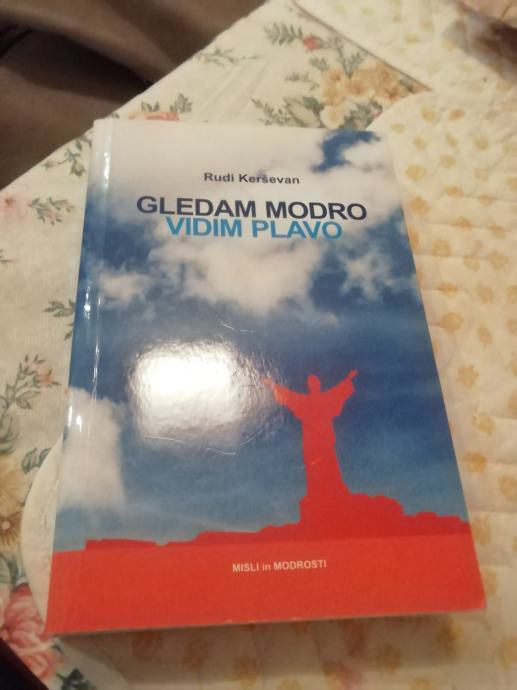 Rudi Kerševan
GLEDAM MODRO
VIDIM PLAVO
MISLI in MODROSTI